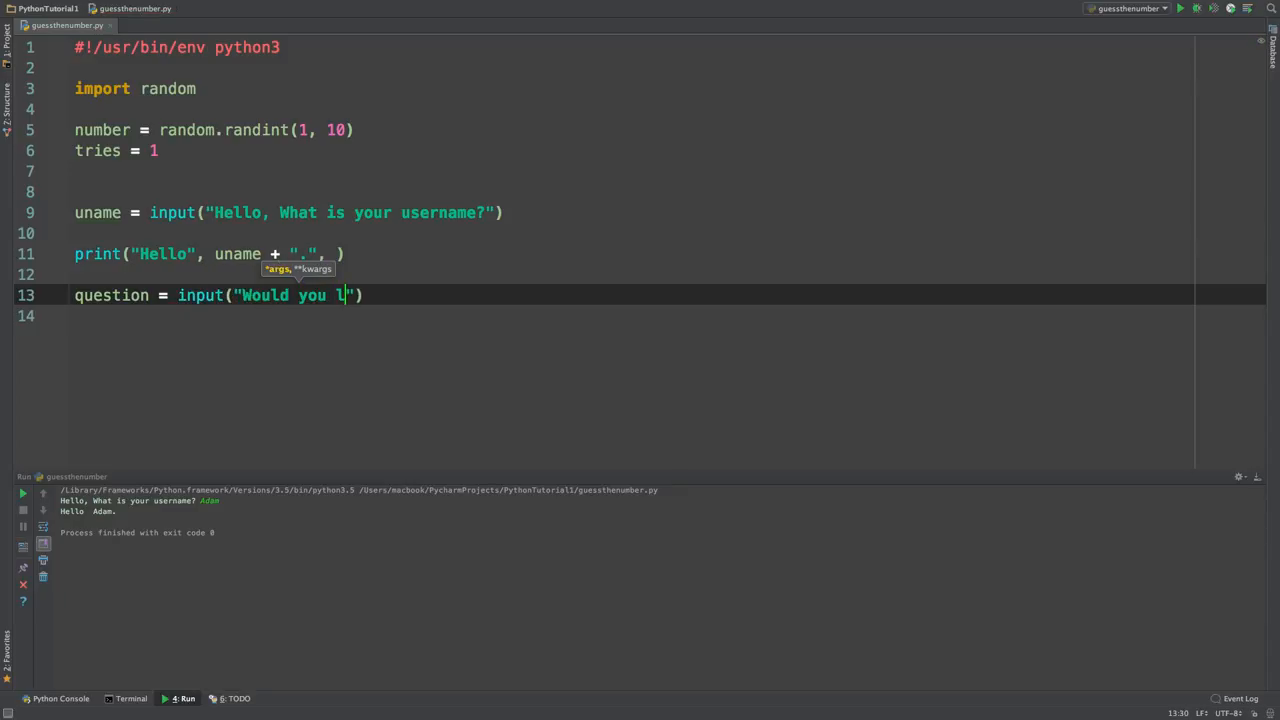 PythonTutorial1 guessthenumber.py guessthenumber
guessthenumber.py ×
1: Project
Z: Structure
2: Favorites
Database
1 #!/usr/bin/env python3
2
3 import random
4
5 number = random.randint(1, 10)
6 tries = 1
7
8
9 uname = input("Hello, What is your username?")
10
11 print("Hello", uname + ".", )
*args, **kwargs
12
13 question = input("Would you l")
14
Run guessthenumber
/Library/Frameworks/Python.framework/Versions/3.5/bin/python3.5 /Users/macbook/PycharmProjects/PythonTutorial1/guessthenumber.py
Hello, What is your username? Adam
Hello  Adam.
Process finished with exit code 0
Python Console Terminal 4: Run 6: TODO Event Log
13:30 LF÷ UTF-8÷